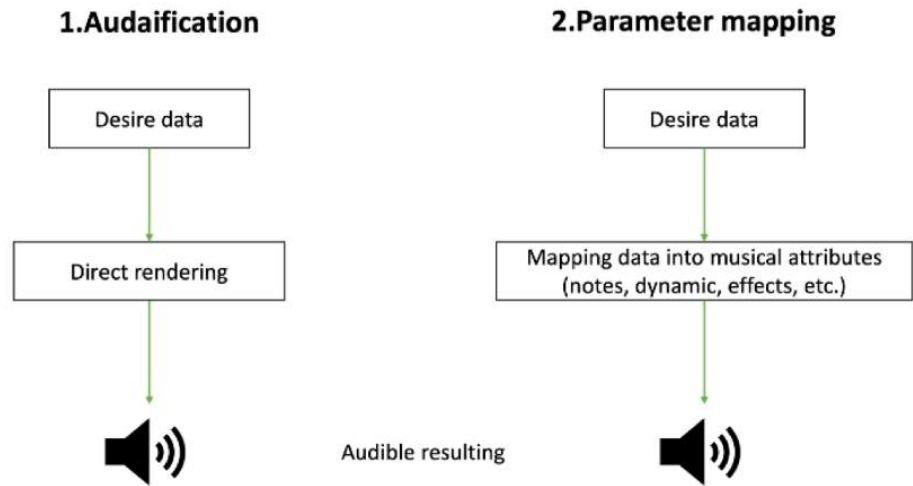 1.Audaification
2.Parameter mapping
Desire data
Desire data
Direct rendering
Mapping data into musical attributes
(notes, dynamic, effects, etc.)
Audible resulting